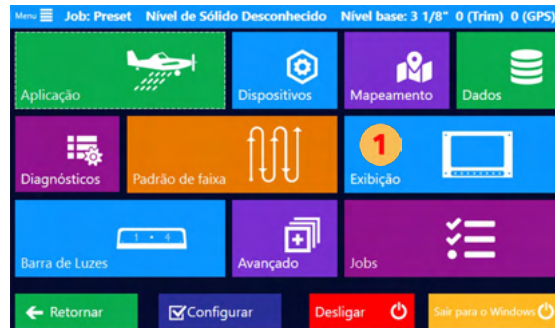 Menu Job: Preset Nível de Sólido Desconhecido Nível base: 3 1/8" 0 (Trim) 0 (GPS)
Aplicação Dispositivos Mapeamento Dados
1
Diagnósticos Padrão de faixa Exibição
1 • 4
Barra de Luzes Avançado Jobs
Retornar Configurar Desligar Sair para o Windows